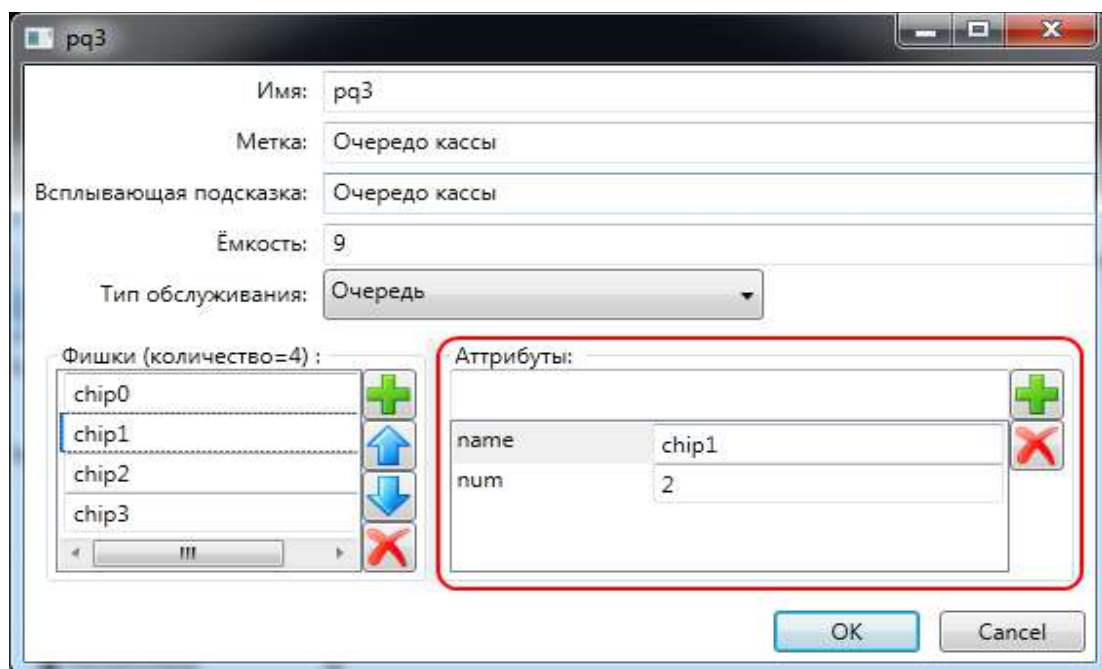 pq3
Имя: pq3
Метка: Очередо кассы
Всплывающая подсказка: Очередо кассы
Ёмкость: 9
Тип обслуживания: Очередь
Фишки (количество=4) :
chip0
chip1
chip2
chip3
Аттрибуты:
name chip1
num 2
OK Cancel